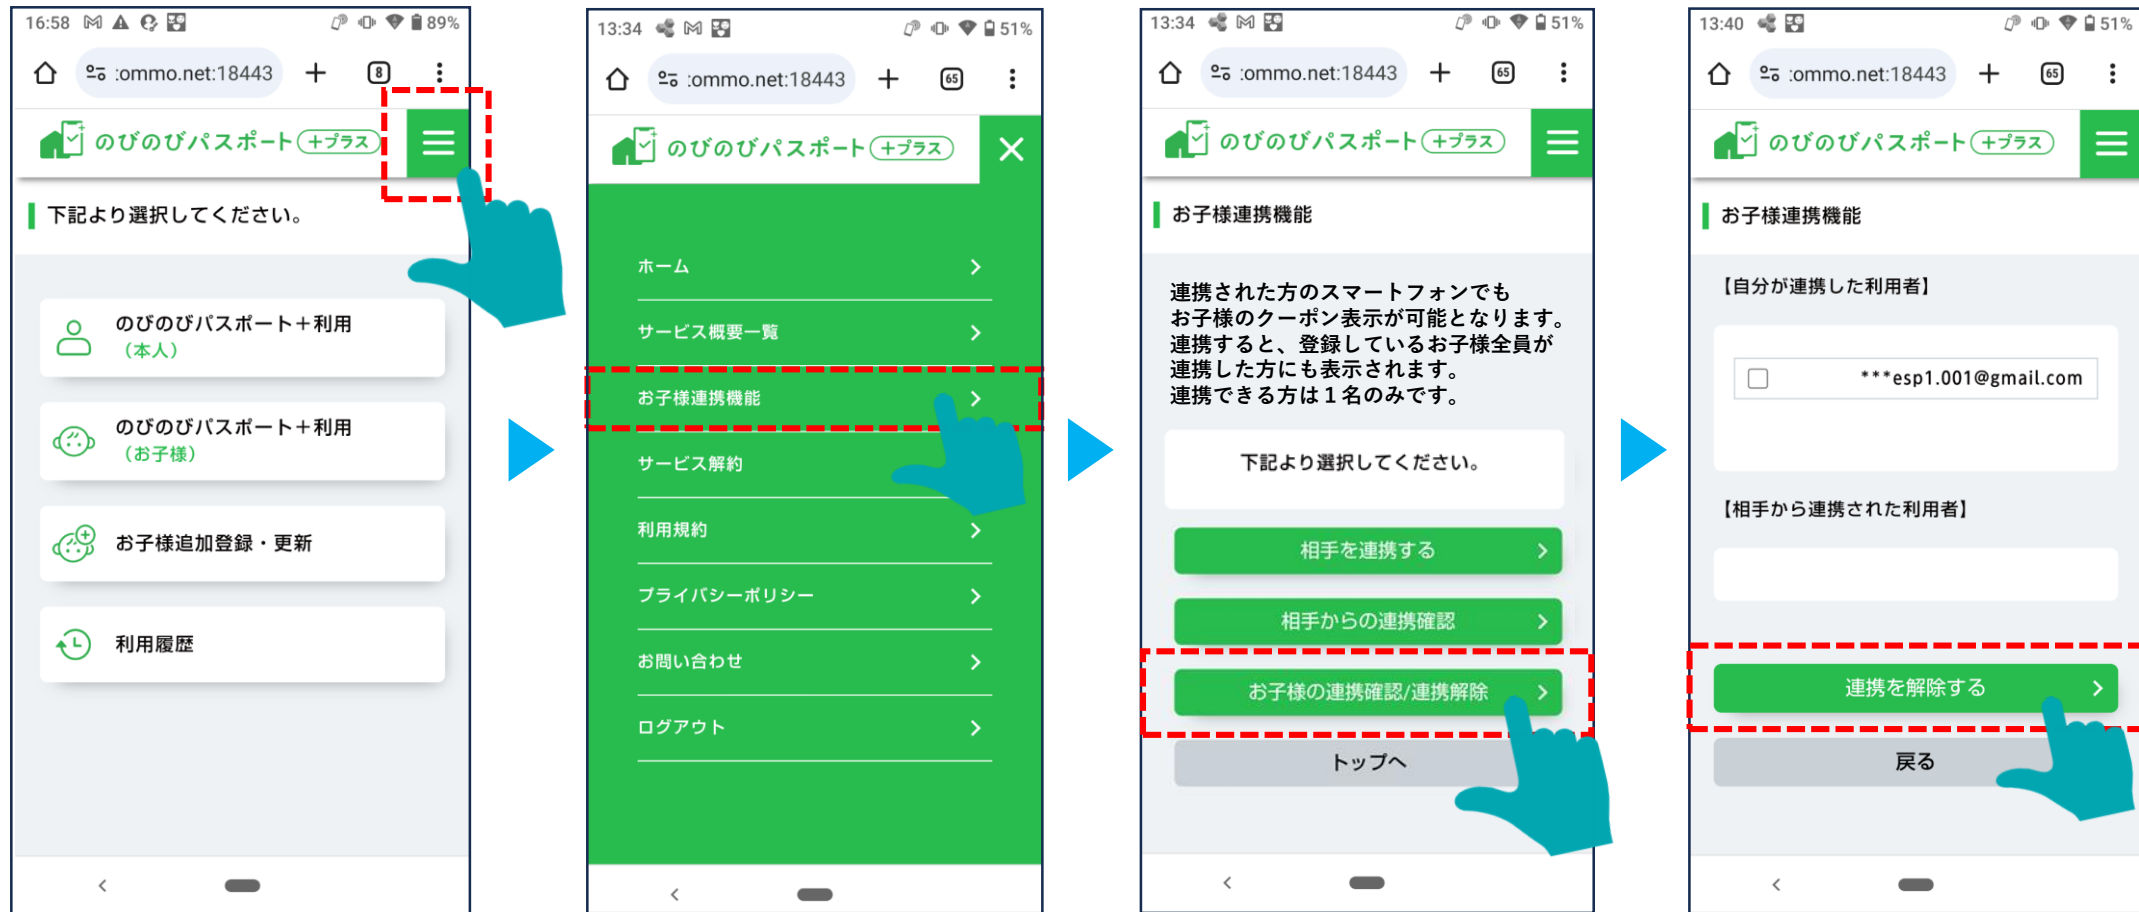 16:58
89%
:ommo.net:18443
8
のびのびパスポート +プラス
下記より選択してください。
のびのびパスポート+利用
(本人)
のびのびパスポート+利用
(お子様)
お子様追加登録・更新
利用履歴
13:34
51%
:ommo.net:18443
65
のびのびパスポート +プラス
ホーム
サービス概要一覧
お子様連携機能
サービス解約
利用規約
プライバシーポリシー
お問い合わせ
ログアウト
13:34
51%
:ommo.net:18443
65
のびのびパスポート +プラス
お子様連携機能
連携された方のスマートフォンでも
お子様のクーポン表示が可能となります。
連携すると、登録しているお子様全員が
連携した方にも表示されます。
連携できる方は1名のみです。
下記より選択してください。
相手を連携する
相手からの連携確認
お子様の連携確認/連携解除
トップへ
13:40
51%
:ommo.net:18443
65
のびのびパスポート +プラス
お子様連携機能
【自分が連携した利用者】
***esp1.001@gmail.com
【相手から連携された利用者】
連携を解除する
戻る